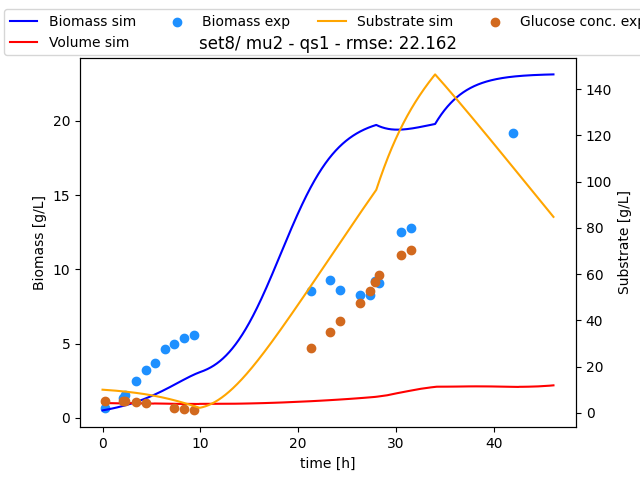 Biomass sim
Biomass exp
Substrate sim
Glucose conc. exp
Volume sim
set8/ mu2 - qs1 - rmse: 22.162
Biomass [g/L]
0
5
10
15
20
Substrate [g/L]
0
20
40
60
80
100
120
140
0
10
20
30
40
time [h]